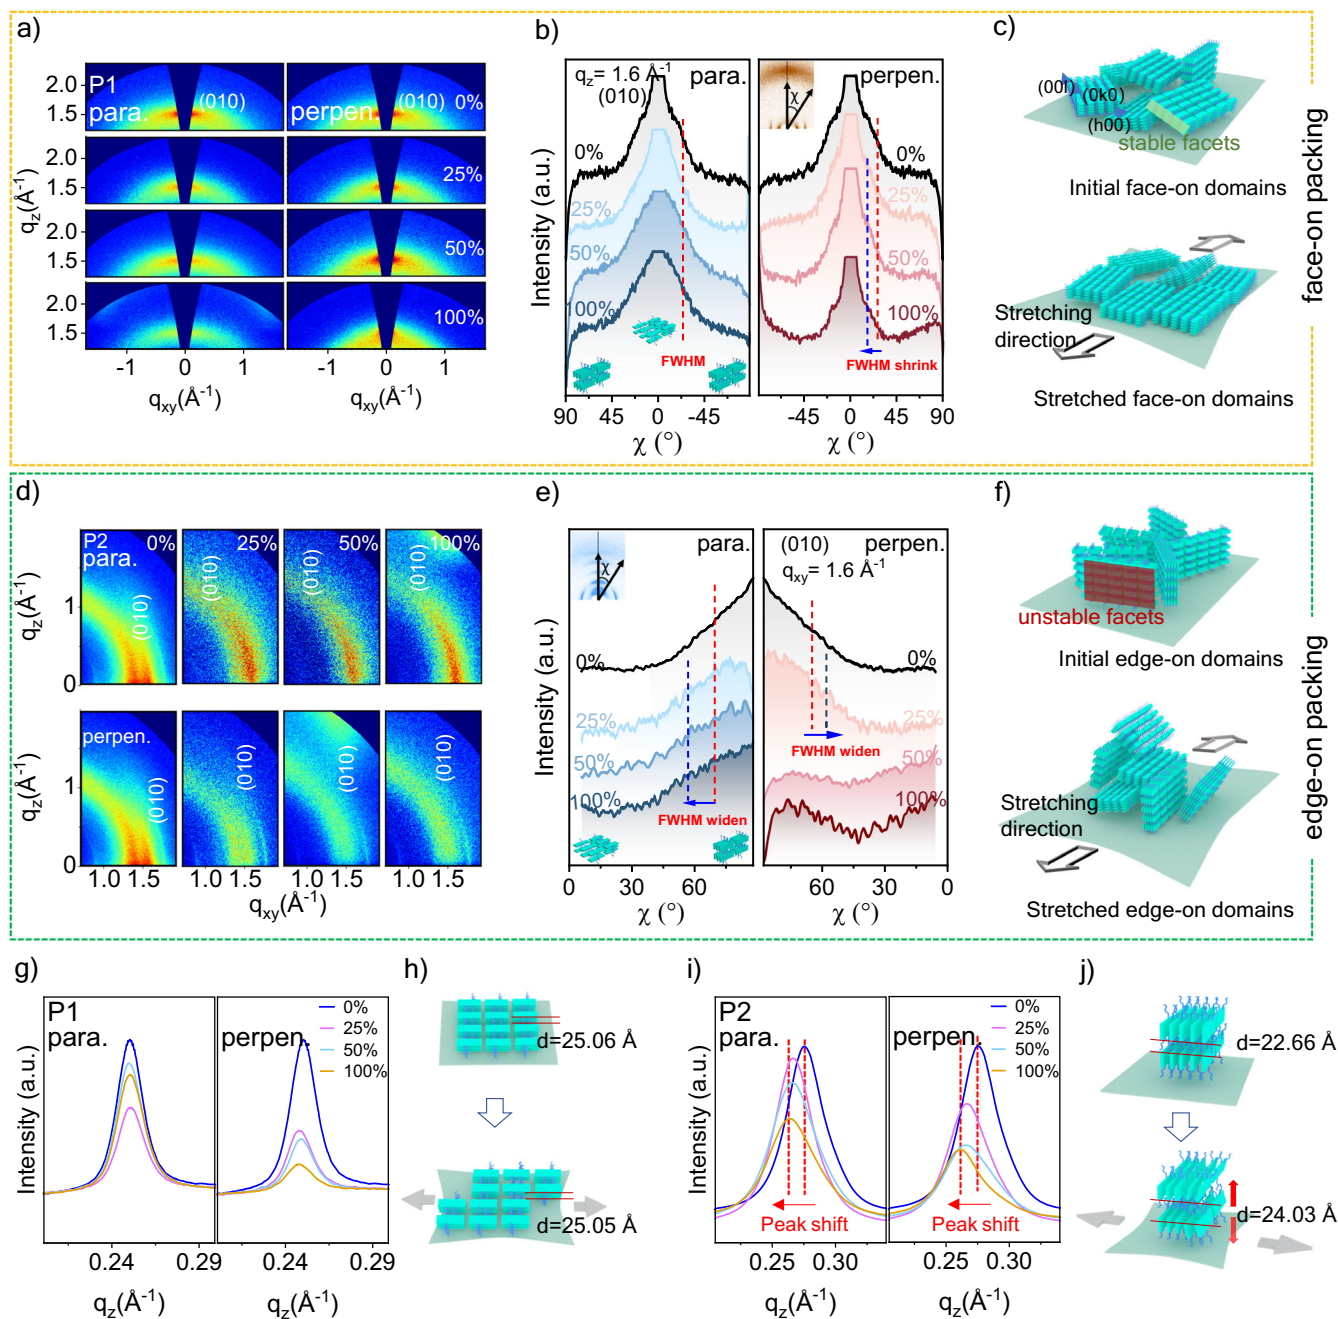 a)
P1
para.
(010)
0%
perpen.
(010)
25%
50%
100%
2.0
1.5
2.0
1.5
2.0
1.5
2.0
1.5
qz(Å-1)
-1 0 1
-1 0 1
qxy(Å-1)
qxy(Å-1)
b)
qz= 1.6 Å-1
(010)
para.
perpen.
χ
0%
25%
50%
100%
0%
25%
50%
100%
FWHM
FWHM shrink
Intensity (a.u.)
90 45 0 -45
-45 0 45 90
χ (°)
χ (°)
c)
(00l)
(0k0)
(h00)
stable facets
Initial face-on domains
Stretching
direction
Stretched face-on domains
face-on packing
d)
P2
para.
0%
25%
50%
100%
(010)
(010)
(010)
(010)
perpen.
(010)
(010)
(010)
(010)
1
0
1
0
qz(Å-1)
qz(Å-1)
1.0 1.5
1.0 1.5
1.0 1.5
1.0 1.5
qxy(Å-1)
e)
χ
para.
(010)
qxy= 1.6 Å-1
perpen.
0%
25%
50%
100%
0%
25%
50%
100%
FWHM widen
FWHM widen
Intensity (a.u.)
0 30 60
60 30 0
χ (°)
χ (°)
f)
unstable facets
Initial edge-on domains
Stretching
direction
Stretched edge-on domains
edge-on packing
g)
P1
para.
perpen.
0%
25%
50%
100%
Intensity (a.u.)
0.24 0.29
0.24 0.29
qz(Å-1)
qz(Å-1)
h)
d=25.06 Å
d=25.05 Å
i)
P2
para.
perpen.
0%
25%
50%
100%
Peak shift
Peak shift
Intensity (a.u.)
0.25 0.30
0.25 0.30
qz(Å-1)
qz(Å-1)
j)
d=22.66 Å
d=24.03 Å